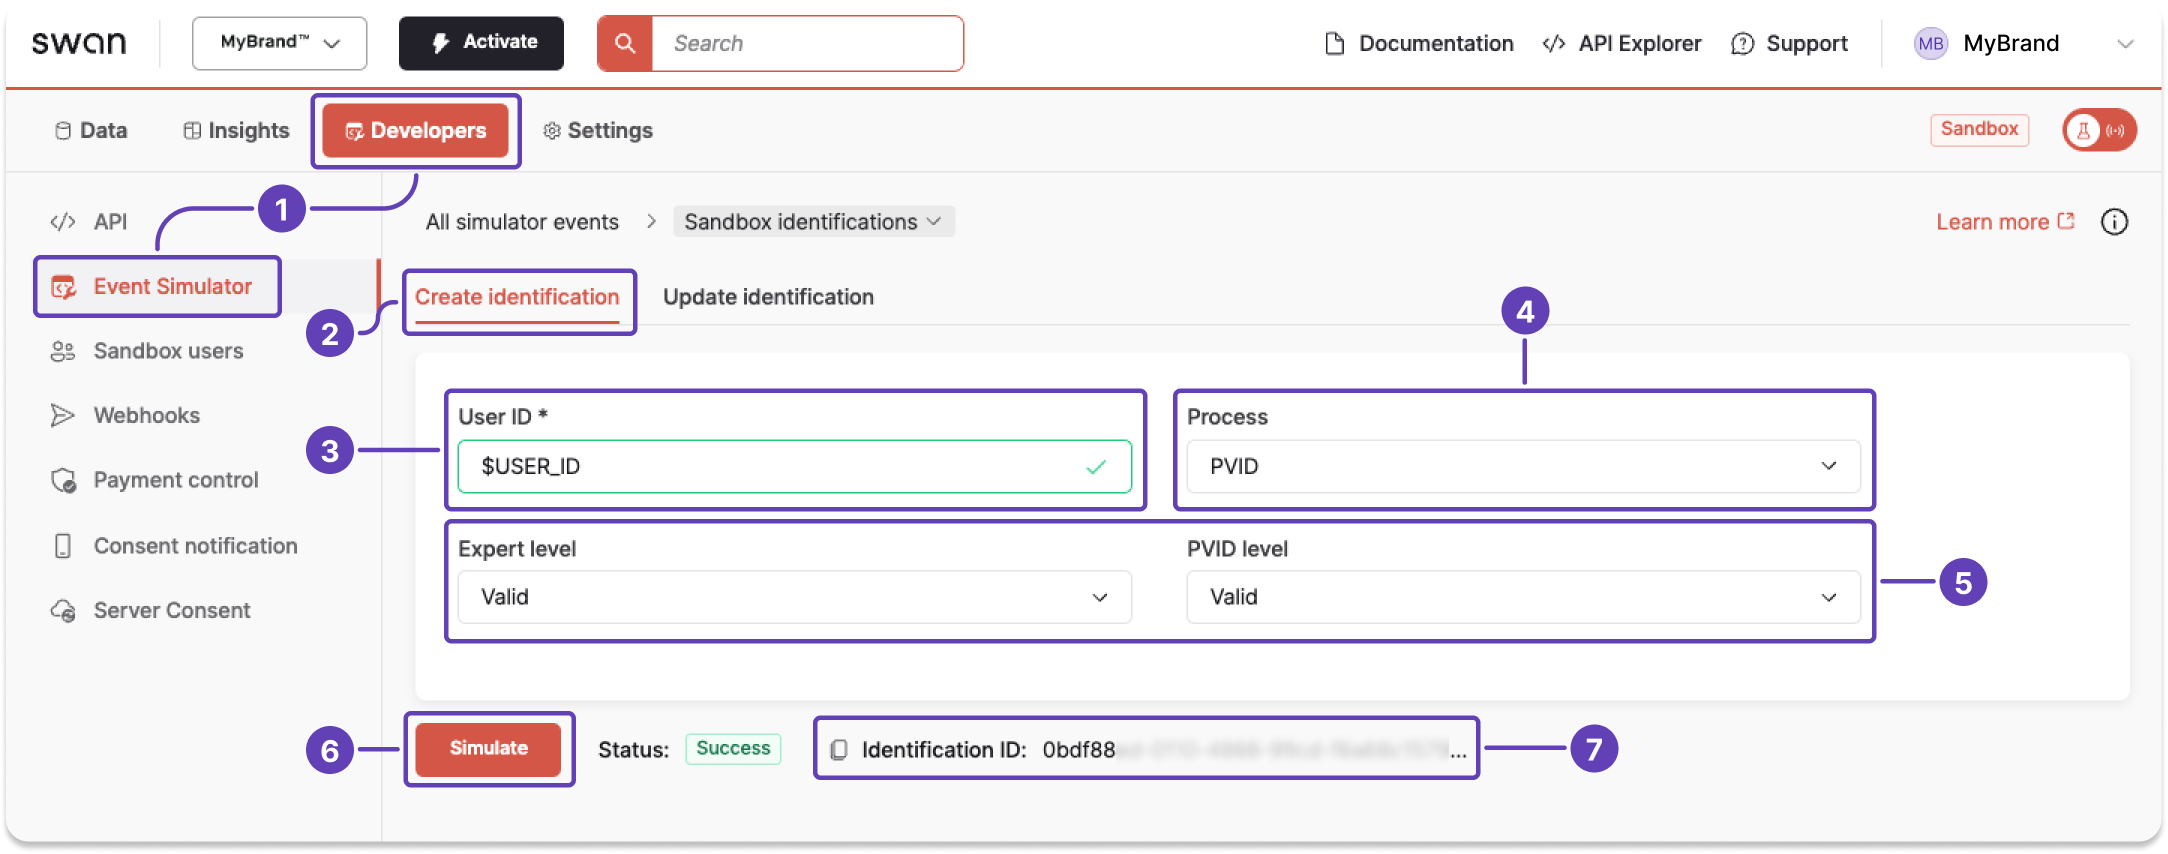 swan
MyBrand™
Activate
Search
Documentation
API Explorer
Support
MB
MyBrand
Data
Insights
Developers
Settings
Sandbox
1
API
All simulator events
Sandbox identifications
Learn more
Event Simulator
2
Create identification
Update identification
4
Sandbox users
Webhooks
Payment control
Consent notification
Server Consent
3
User ID *
$USER_ID
Process
PVID
Expert level
Valid
PVID level
Valid
5
6
Simulate
Status:
Success
Identification ID: 0bdf88
...
7